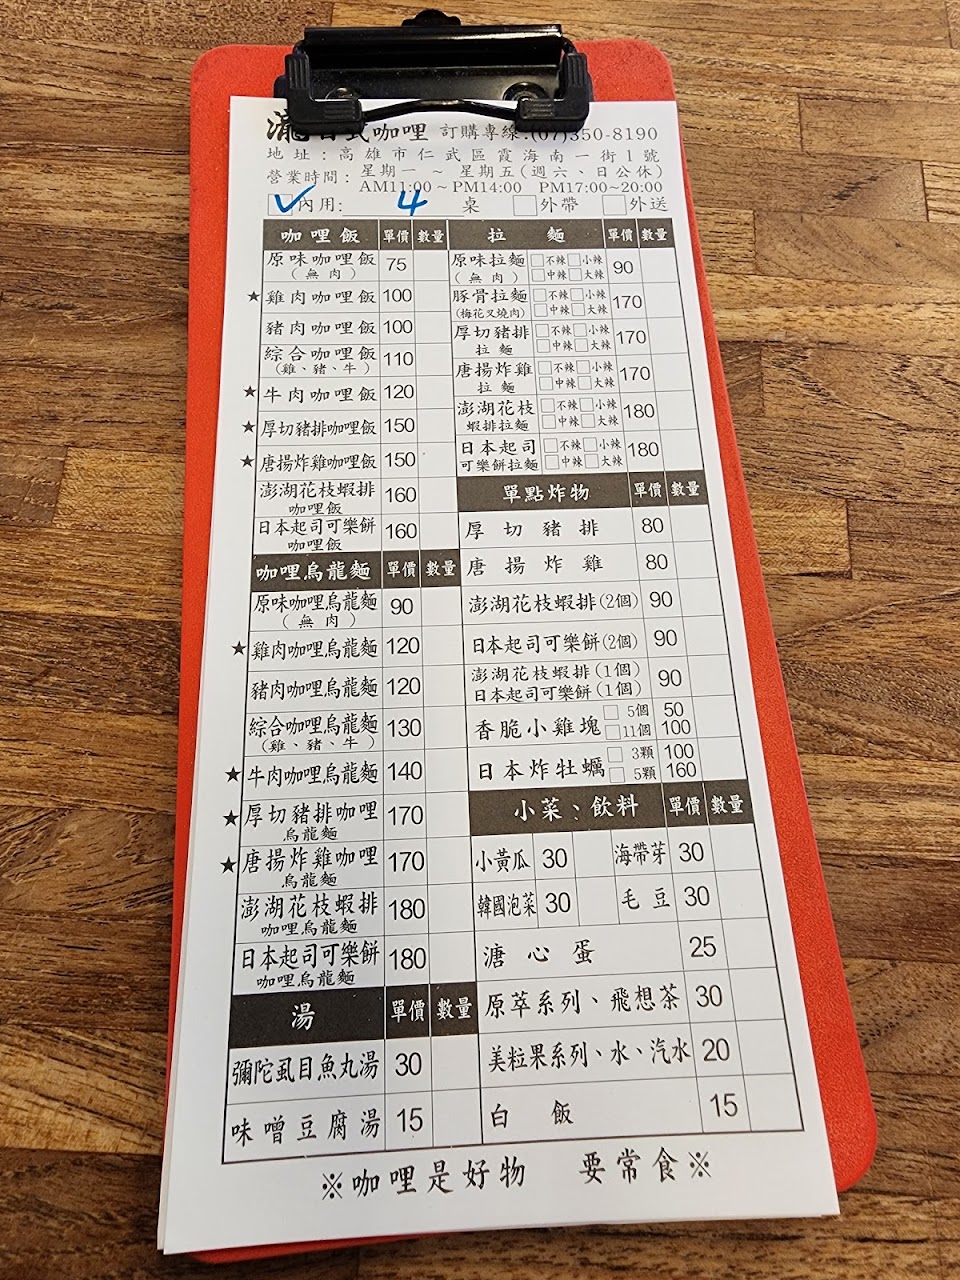 瀧日式咖哩 訂購專線:(07)350-8190
地址：高雄市仁武區霞海南一街1號
營業時間：星期一～星期五(週六、日公休)
AM11:00～PM14:00 PM17:00~20:00
✓內用: 4 桌 □外帶 □外送
咖哩飯 單價 數量
原味咖哩飯 75
(無肉)
★雞肉咖哩飯 100
豬肉咖哩飯 100
綜合咖哩飯 110
(雞、豬、牛)
★牛肉咖哩飯 120
★厚切豬排咖哩飯 150
★唐揚炸雞咖哩飯 150
澎湖花枝蝦排 160
咖哩飯
日本起司可樂餅 160
咖哩飯
咖哩烏龍麵 單價 數量
原味咖哩烏龍麵 90
(無肉)
★雞肉咖哩烏龍麵 120
豬肉咖哩烏龍麵 120
綜合咖哩烏龍麵 130
(雞、豬、牛)
★牛肉咖哩烏龍麵 140
★厚切豬排咖哩 170
烏龍麵
★唐揚炸雞咖哩 170
烏龍麵
澎湖花枝蝦排 180
咖哩烏龍麵
日本起司可樂餅 180
咖哩烏龍麵
湯 單價 數量
彌陀虱目魚丸湯 30
味噌豆腐湯 15
拉麵 單價 數量
原味拉麵 □不辣□小辣 90
(無肉) □中辣□大辣
豚骨拉麵 □不辣□小辣 170
(梅花叉燒肉) □中辣□大辣
厚切豬排 □不辣□小辣 170
拉麵 □中辣□大辣
唐揚炸雞 □不辣□小辣 170
拉麵 □中辣□大辣
澎湖花枝 □不辣□小辣 180
蝦排拉麵 □中辣□大辣
日本起司 □不辣□小辣 180
可樂餅拉麵 □中辣□大辣
單點炸物 單價 數量
厚切豬排 80
唐揚炸雞 80
澎湖花枝蝦排(2個) 90
日本起司可樂餅(2個) 90
澎湖花枝蝦排(1個) 90
日本起司可樂餅(1個)
香脆小雞塊 □5個 50
□11個 100
日本炸牡蠣 □3顆 100
□5顆 160
小菜、飲料 單價 數量
小黃瓜 30 海帶芽 30
韓國泡菜 30 毛豆 30
溏心蛋 25
原萃系列、飛想茶 30
美粒果系列、水、汽水 20
白飯 15
※咖哩是好物 要常食※